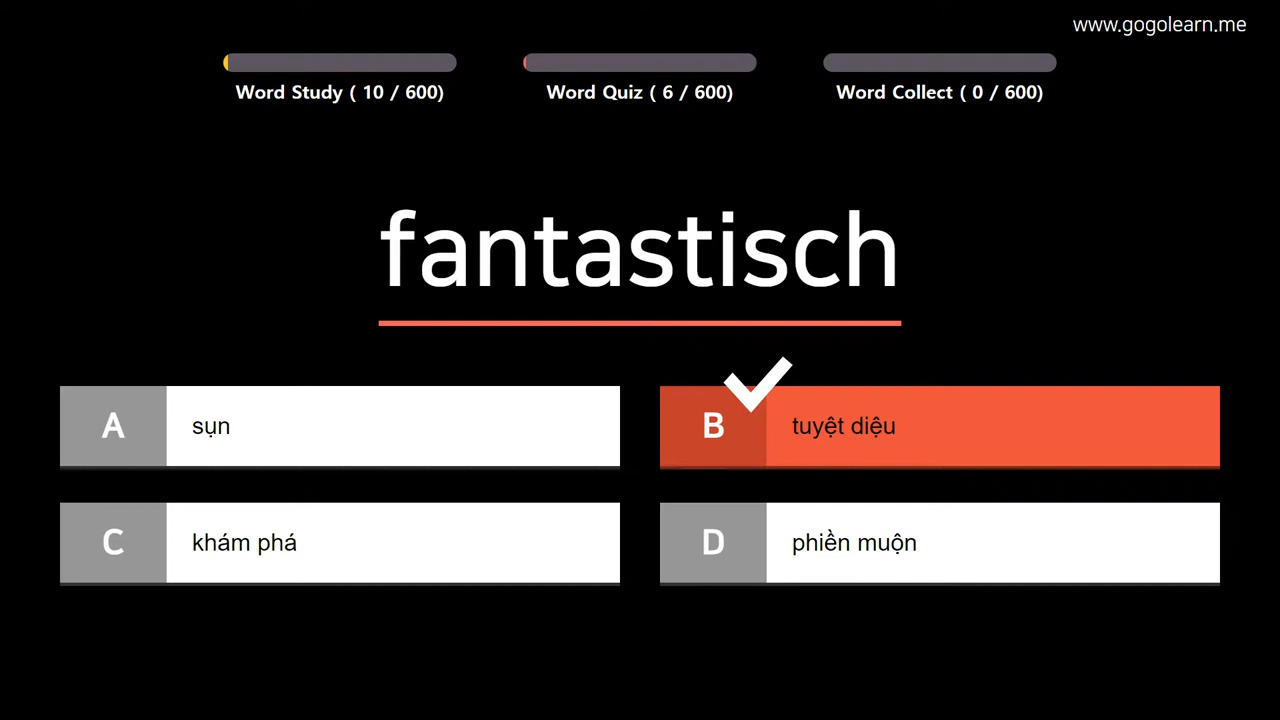 www.gogolearn.me
Word Study ( 10 / 600)
Word Quiz ( 6 / 600)
Word Collect ( 0 / 600)
fantastisch
A sụn
B tuyệt diệu
C khám phá
D phiền muộn